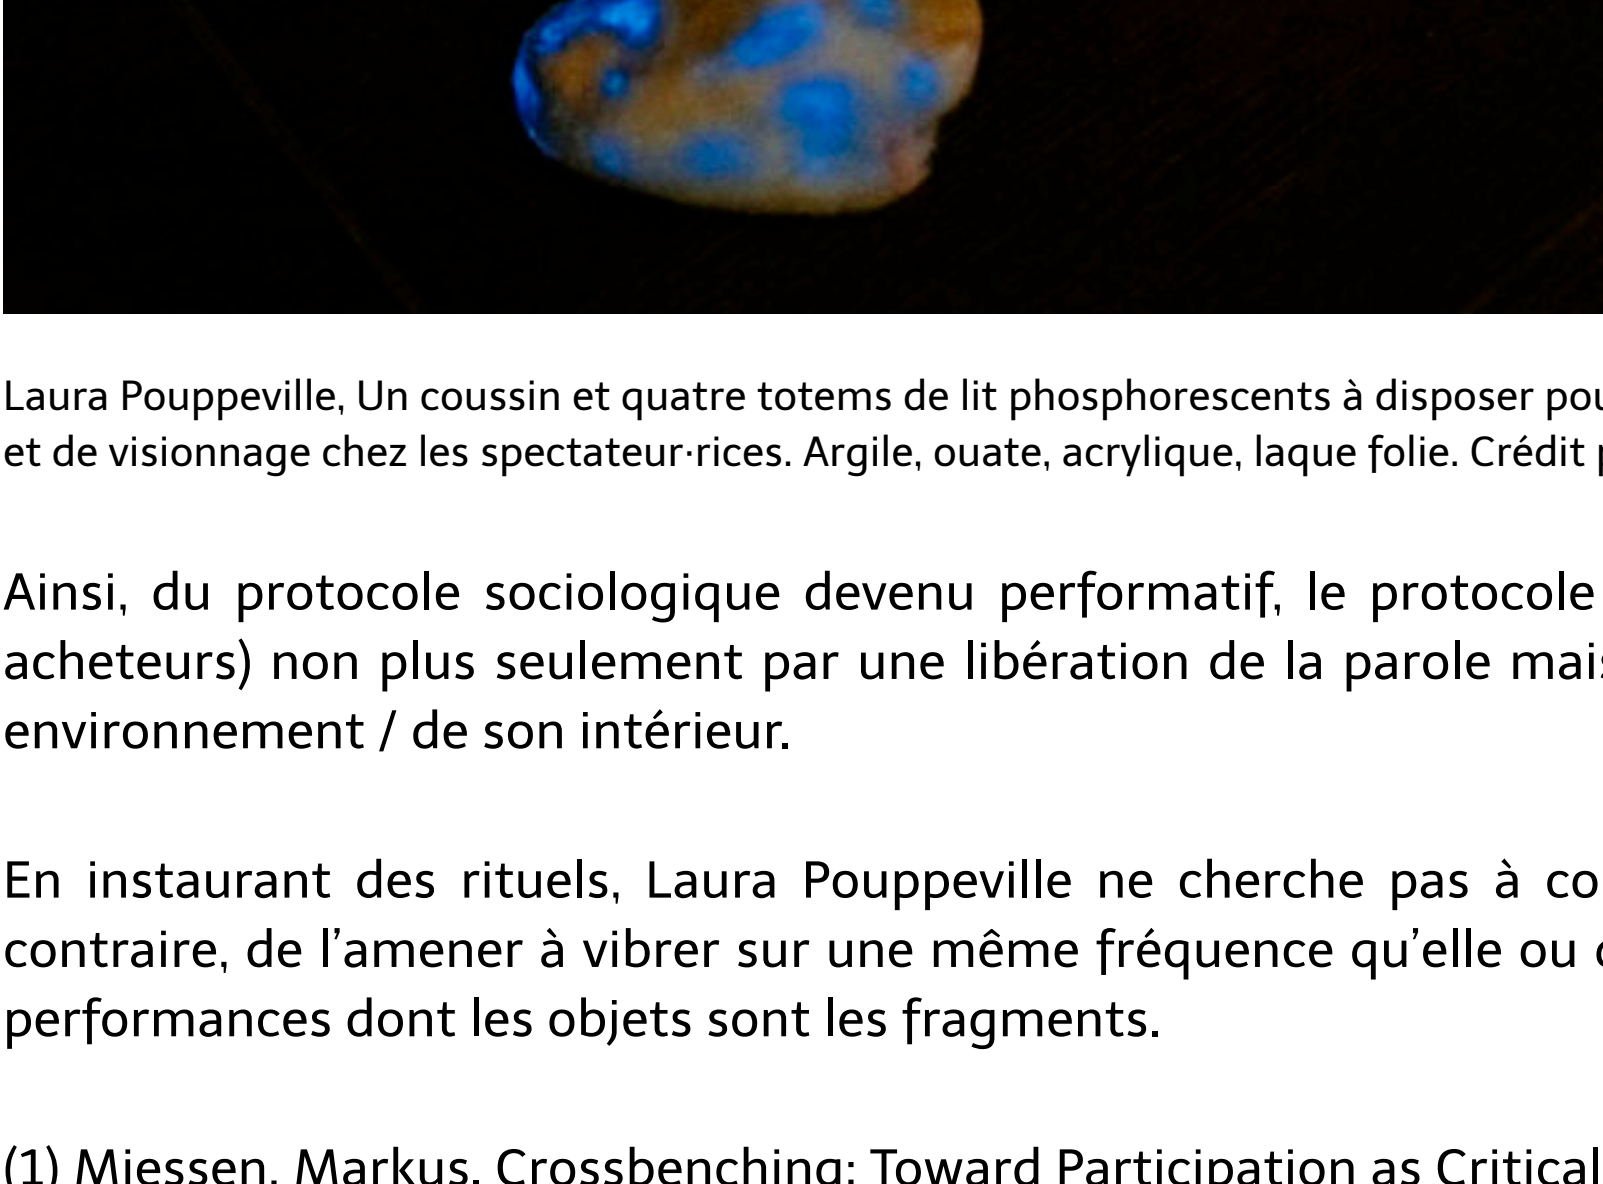 Laura Pouppeville, Un coussin et quatre totems de lit phosphorescents à disposer
et de visionnage chez les spectateur·rices. Argile, ouate, acrylique, laque folie. Crédit
Ainsi, du protocole sociologique devenu performatif, le protocole
acheteurs) non plus seulement par une libération de la parole mais
environnement / de son intérieur.
En instaurant des rituels, Laura Pouppeville ne cherche pas à co
contraire, de l’amener à vibrer sur une même fréquence qu’elle ou
performances dont les objets sont les fragments.
(1) Miessen, Markus. Crossbenching: Toward Participation as Critical